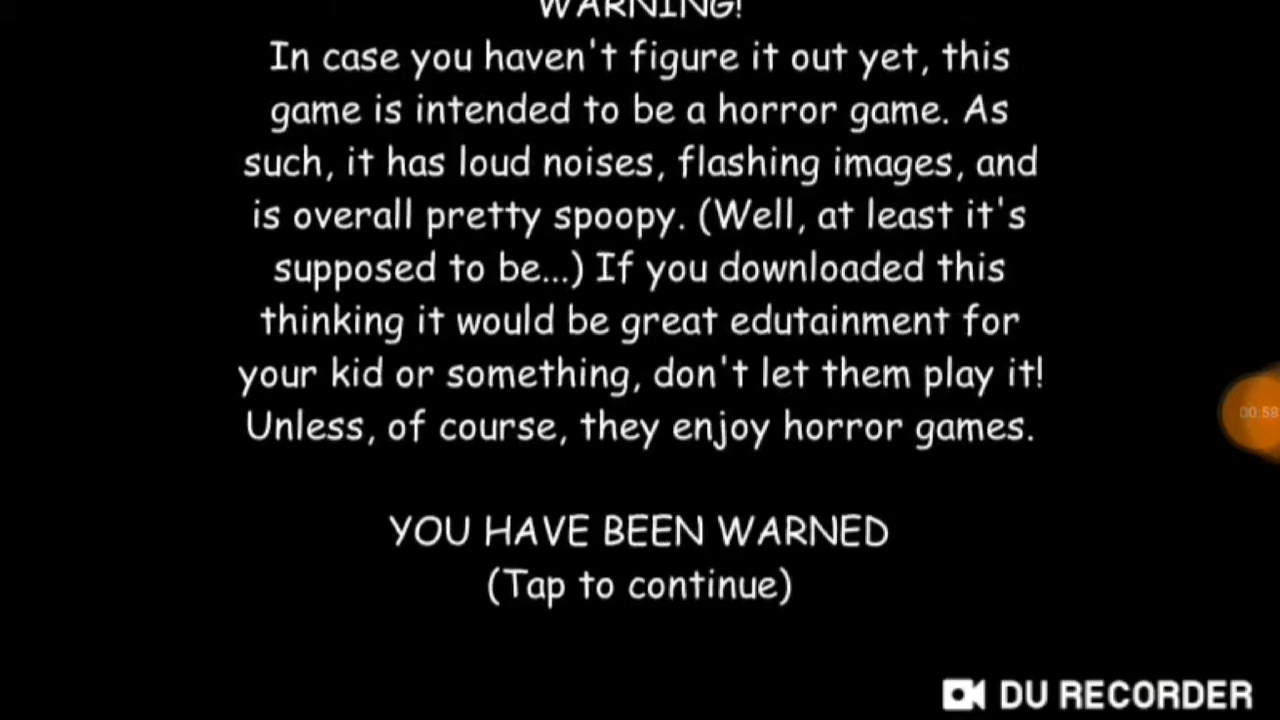 WARNING!
In case you haven't figure it out yet, this
game is intended to be a horror game. As
such, it has loud noises, flashing images, and
is overall pretty spoopy. (Well, at least it's
supposed to be...) If you downloaded this
thinking it would be great edutainment for
your kid or something, don't let them play it!
Unless, of course, they enjoy horror games.
YOU HAVE BEEN WARNED
(Tap to continue)
00:58
DU RECORDER